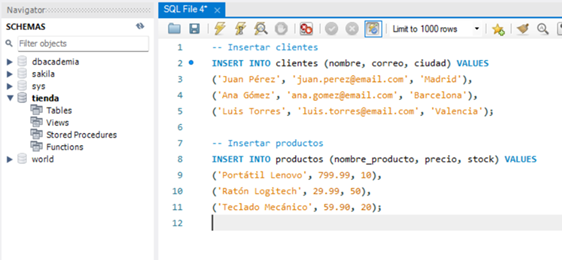 Navigator
SCHEMAS
Filter objects
dbacademia
sakila
sys
tienda
Tables
Views
Stored Procedures
Functions
world
SQL File 4*
Limit to 1000 rows
1 -- Insertar clientes
2 INSERT INTO clientes (nombre, correo, ciudad) VALUES
3 ('Juan Pérez', 'juan.perez@email.com', 'Madrid'),
4 ('Ana Gómez', 'ana.gomez@email.com', 'Barcelona'),
5 ('Luis Torres', 'luis.torres@email.com', 'Valencia');
6
7 -- Insertar productos
8 INSERT INTO productos (nombre_producto, precio, stock) VALUES
9 ('Portátil Lenovo', 799.99, 10),
10 ('Ratón Logitech', 29.99, 50),
11 ('Teclado Mecánico', 59.90, 20);
12